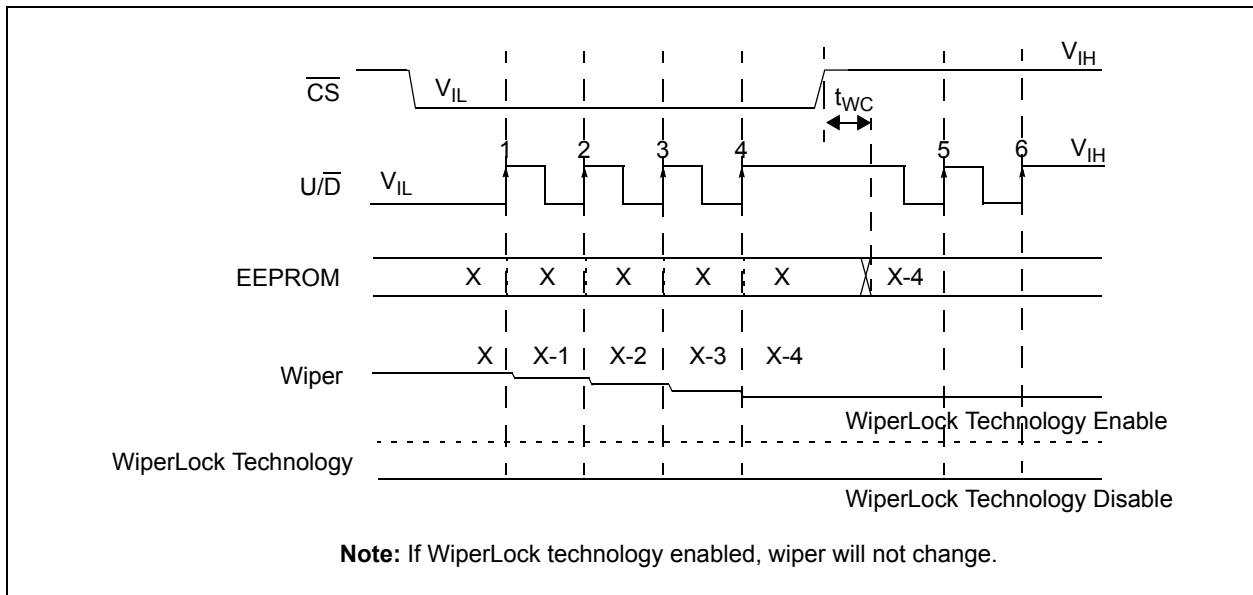 V_IH
C̅S̅
V_IL
t_WC
1 2 3 4 5 6
V_IH
U/D̅
V_IL
EEPROM
X X X X X X-4
X X-1 X-2 X-3 X-4
Wiper
WiperLock Technology Enable
WiperLock Technology
WiperLock Technology Disable
Note: If WiperLock technology enabled, wiper will not change.